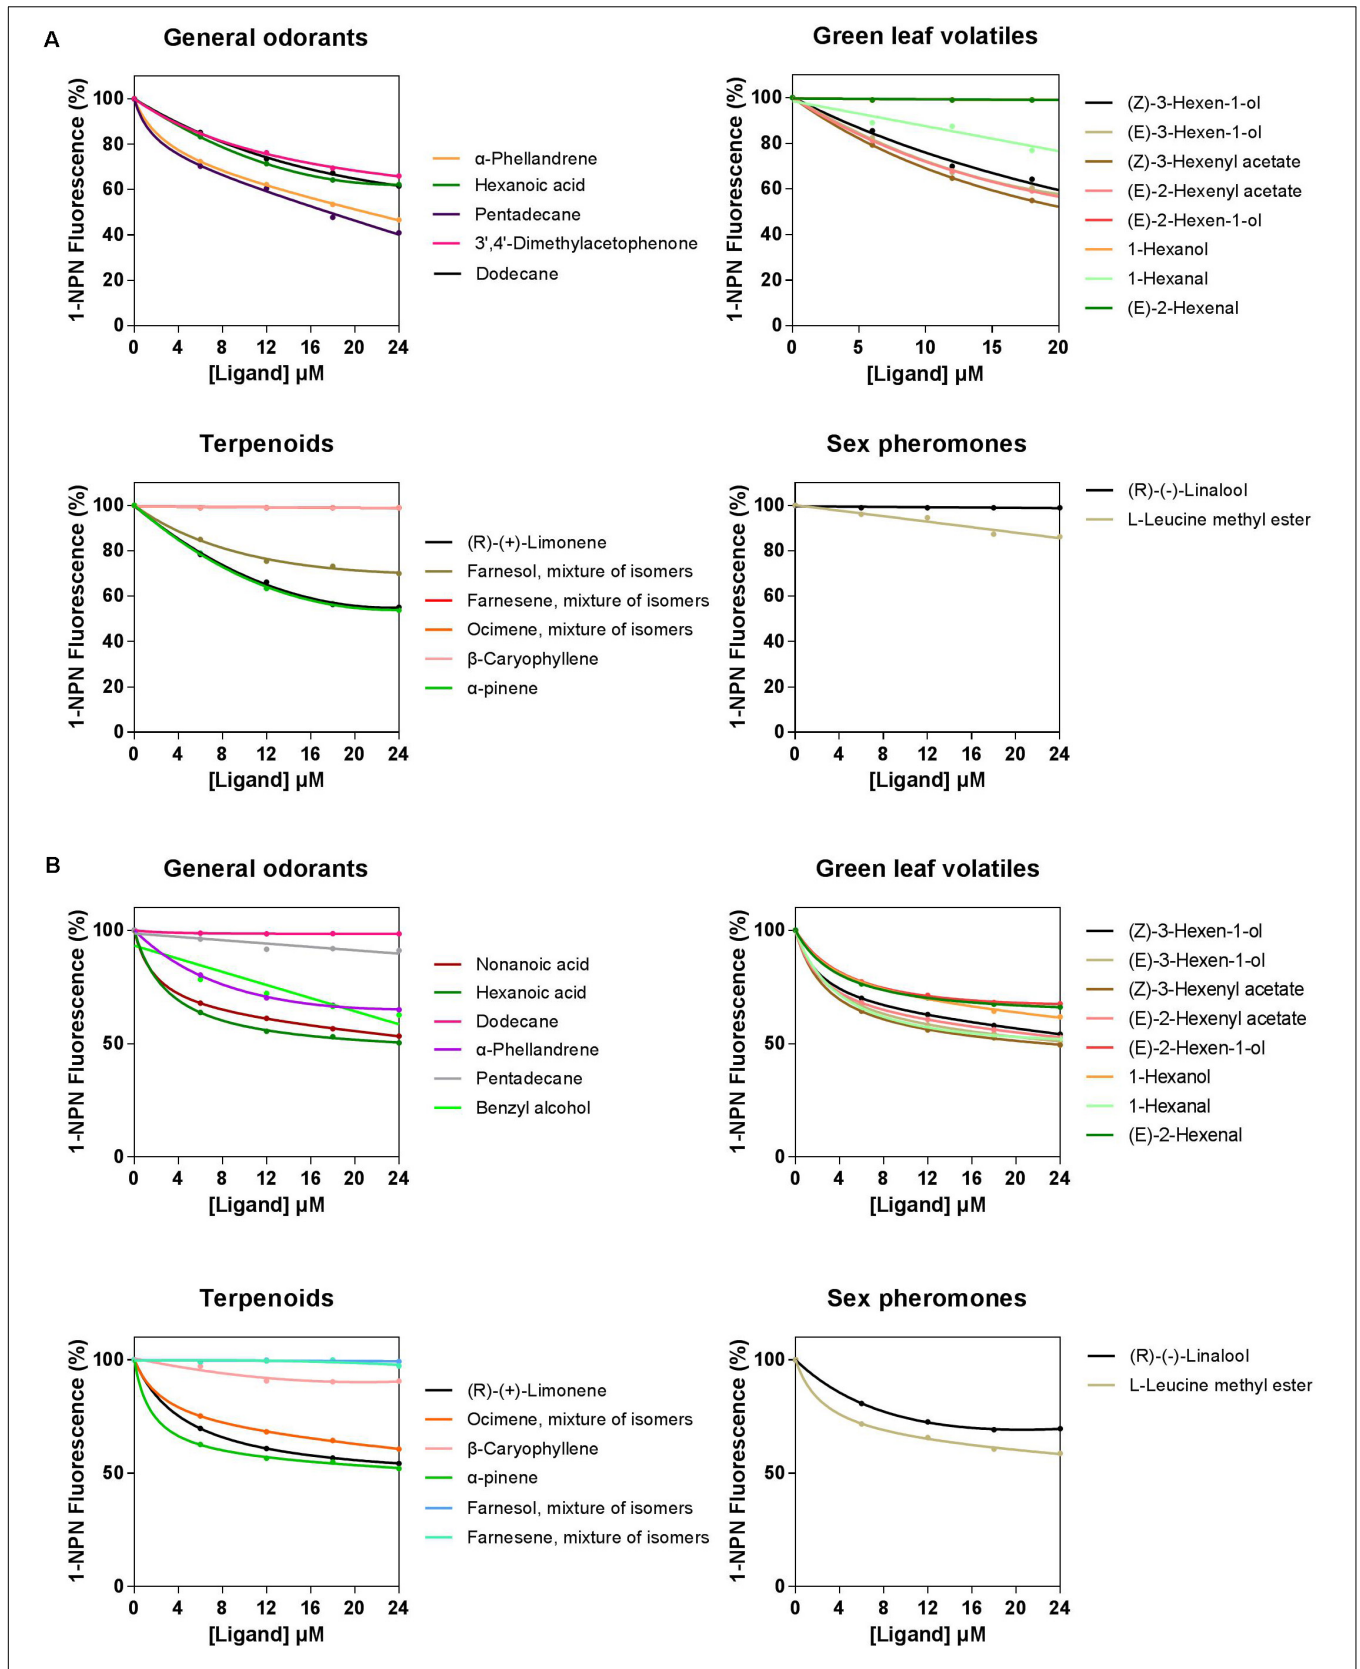 A
General odorants
1-NPN Fluorescence (%)
100
80
60
40
20
0
0 4 8 12 16 20 24
[Ligand] µM
α-Phellandrene
Hexanoic acid
Pentadecane
3',4'-Dimethylacetophenone
Dodecane
Green leaf volatiles
1-NPN Fluorescence (%)
100
80
60
40
20
0
0 5 10 15 20
[Ligand] µM
(Z)-3-Hexen-1-ol
(E)-3-Hexen-1-ol
(Z)-3-Hexenyl acetate
(E)-2-Hexenyl acetate
(E)-2-Hexen-1-ol
1-Hexanol
1-Hexanal
(E)-2-Hexenal
Terpenoids
1-NPN Fluorescence (%)
100
80
60
40
20
0
0 4 8 12 16 20 24
[Ligand] µM
(R)-(+)-Limonene
Farnesol, mixture of isomers
Farnesene, mixture of isomers
Ocimene, mixture of isomers
β-Caryophyllene
α-pinene
Sex pheromones
1-NPN Fluorescence (%)
100
80
60
40
20
0
0 4 8 12 16 20 24
[Ligand] µM
(R)-(-)-Linalool
L-Leucine methyl ester
B
General odorants
1-NPN Fluorescence (%)
100
50
0
0 4 8 12 16 20 24
[Ligand] µM
Nonanoic acid
Hexanoic acid
Dodecane
α-Phellandrene
Pentadecane
Benzyl alcohol
Green leaf volatiles
1-NPN Fluorescence (%)
100
50
0
0 4 8 12 16 20 24
[Ligand] µM
(Z)-3-Hexen-1-ol
(E)-3-Hexen-1-ol
(Z)-3-Hexenyl acetate
(E)-2-Hexenyl acetate
(E)-2-Hexen-1-ol
1-Hexanol
1-Hexanal
(E)-2-Hexenal
Terpenoids
1-NPN Fluorescence (%)
100
50
0
0 4 8 12 16 20 24
[Ligand] µM
(R)-(+)-Limonene
Ocimene, mixture of isomers
β-Caryophyllene
α-pinene
Farnesol, mixture of isomers
Farnesene, mixture of isomers
Sex pheromones
1-NPN Fluorescence (%)
100
50
0
0 4 8 12 16 20 24
[Ligand] µM
(R)-(-)-Linalool
L-Leucine methyl ester